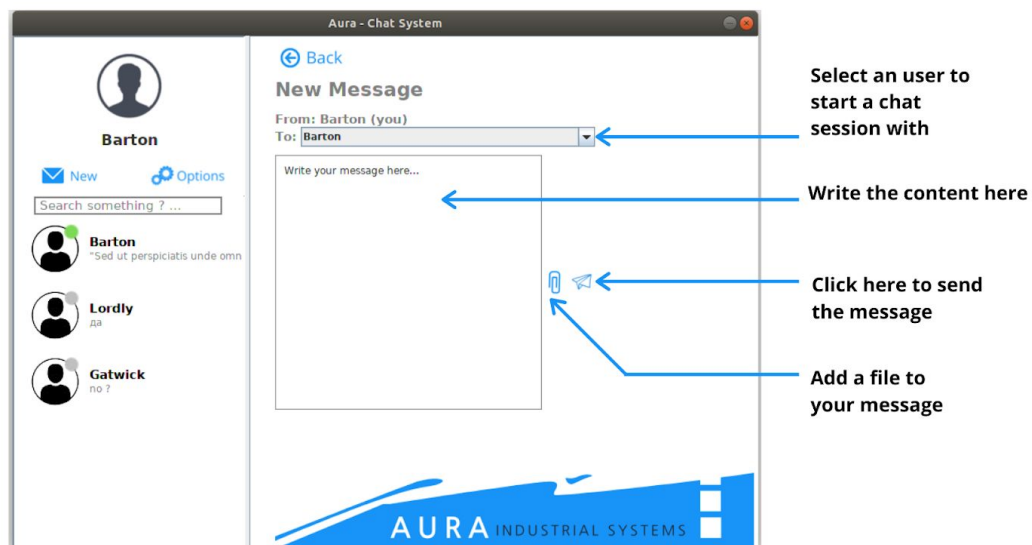 Aura - Chat System
Barton
New
Options
Search something ? ...
Barton
"Sed ut perspiciatis unde omn
Lordly
да
Gatwick
no ?
Back
New Message
From: Barton (you)
To: Barton
Write your message here...
AURA INDUSTRIAL SYSTEMS
Select an user to
start a chat
session with
Write the content here
Click here to send
the message
Add a file to
your message